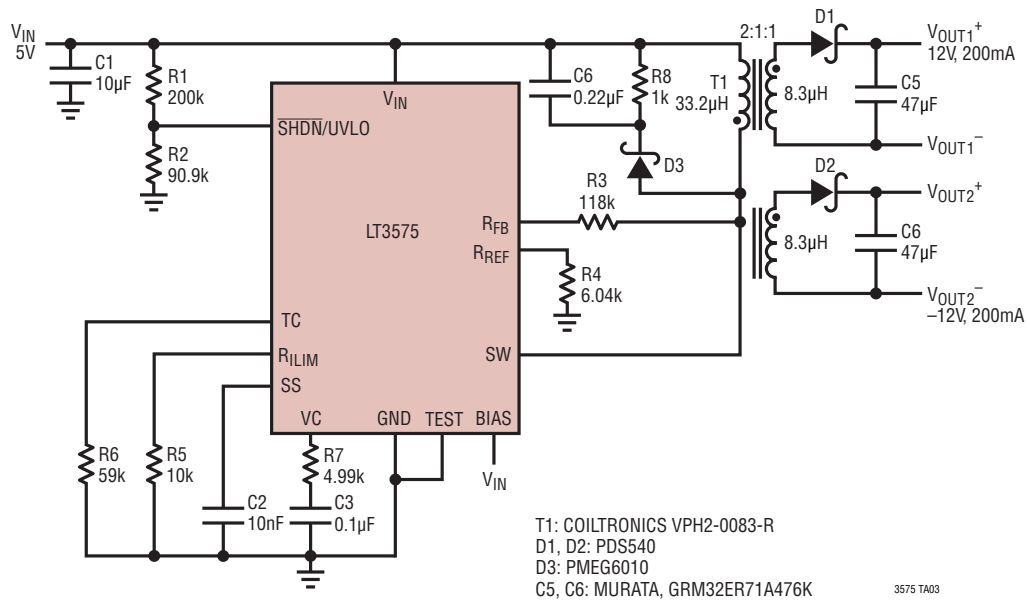 VIN
5V
C1
10µF
R1
200k
R2
90.9k
VIN
SHDN/UVLO
LT3575
RFB
RREF
TC
RILIM
SS
SW
VC
GND
TEST
BIAS
VIN
C6
0.22µF
R8
1k
D3
R3
118k
R4
6.04k
2:1:1
T1
33.2µH
8.3µH
D1
C5
47µF
VOUT1+
12V, 200mA
VOUT1–
8.3µH
D2
C6
47µF
VOUT2+
VOUT2–
–12V, 200mA
R6
59k
R5
10k
C2
10nF
R7
4.99k
C3
0.1µF
T1: COILTRONICS VPH2-0083-R
D1, D2: PDS540
D3: PMEG6010
C5, C6: MURATA, GRM32ER71A476K
3575 TA03